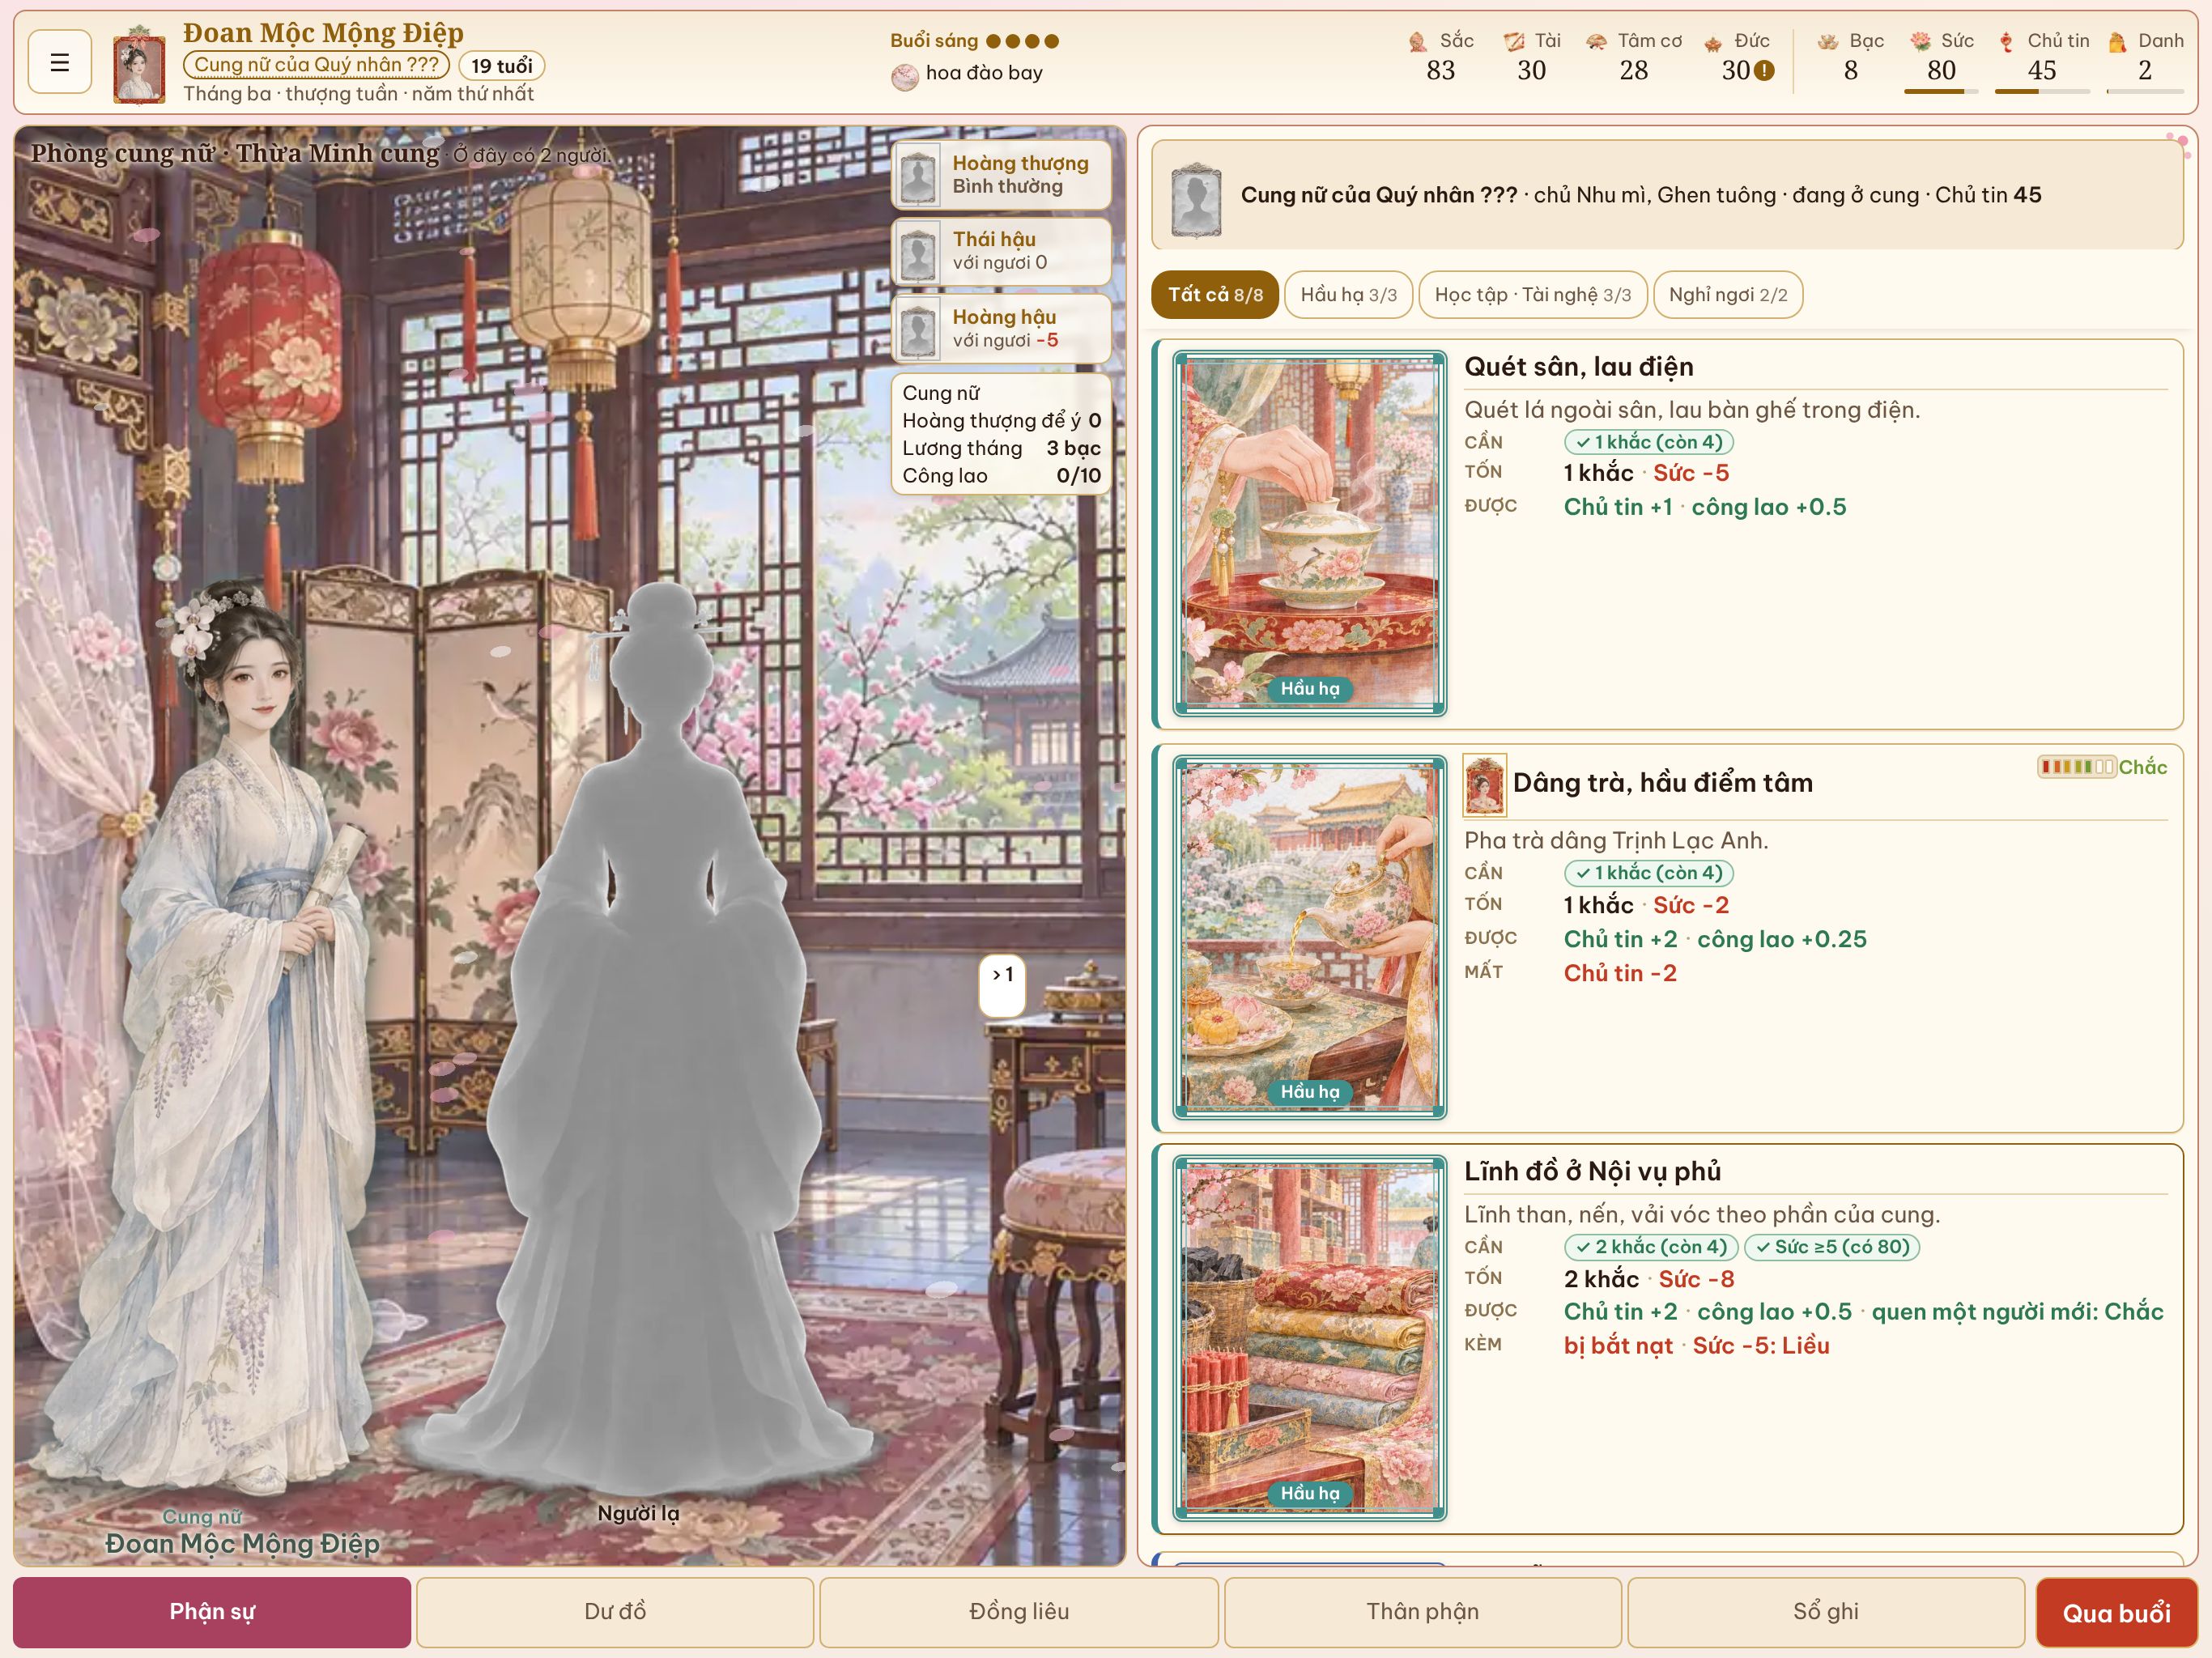 Đoan Mộc Mộng Điệp
Cung nữ của Quý nhân ???
19 tuổi
Tháng ba · thượng tuần · năm thứ nhất
Buổi sáng
hoa đào bay
Sắc
83
Tài
30
Tâm cơ
28
Đức
30 !
Bạc
8
Sức
80
Chủ tin
45
Danh
2
Phòng cung nữ · Thừa Minh cung · Ở đây có 2 người.
Hoàng thượng
Bình thường
Thái hậu
với ngươi 0
Hoàng hậu
với ngươi -5
Cung nữ
Hoàng thượng để ý 0
Lương tháng 3 bạc
Công lao 0/10
› 1
Người lạ
Cung nữ
Đoan Mộc Mộng Điệp
Cung nữ của Quý nhân ??? · chủ Nhu mì, Ghen tuông · đang ở cung · Chủ tin 45
Tất cả 8/8
Hầu hạ 3/3
Học tập · Tài nghệ 3/3
Nghỉ ngơi 2/2
Hầu hạ
Quét sân, lau điện
Quét lá ngoài sân, lau bàn ghế trong điện.
CẦN ✓ 1 khắc (còn 4)
TỐN 1 khắc · Sức -5
ĐƯỢC Chủ tin +1 · công lao +0.5
Hầu hạ
Dâng trà, hầu điểm tâm
Chắc
Pha trà dâng Trịnh Lạc Anh.
CẦN ✓ 1 khắc (còn 4)
TỐN 1 khắc · Sức -2
ĐƯỢC Chủ tin +2 · công lao +0.25
MẤT Chủ tin -2
Hầu hạ
Lĩnh đồ ở Nội vụ phủ
Lĩnh than, nến, vải vóc theo phần của cung.
CẦN ✓ 2 khắc (còn 4) ✓ Sức ≥5 (có 80)
TỐN 2 khắc · Sức -8
ĐƯỢC Chủ tin +2 · công lao +0.5 · quen một người mới: Chắc
KÈM bị bắt nạt · Sức -5: Liều
Phận sự
Dư đồ
Đồng liêu
Thân phận
Sổ ghi
Qua buổi